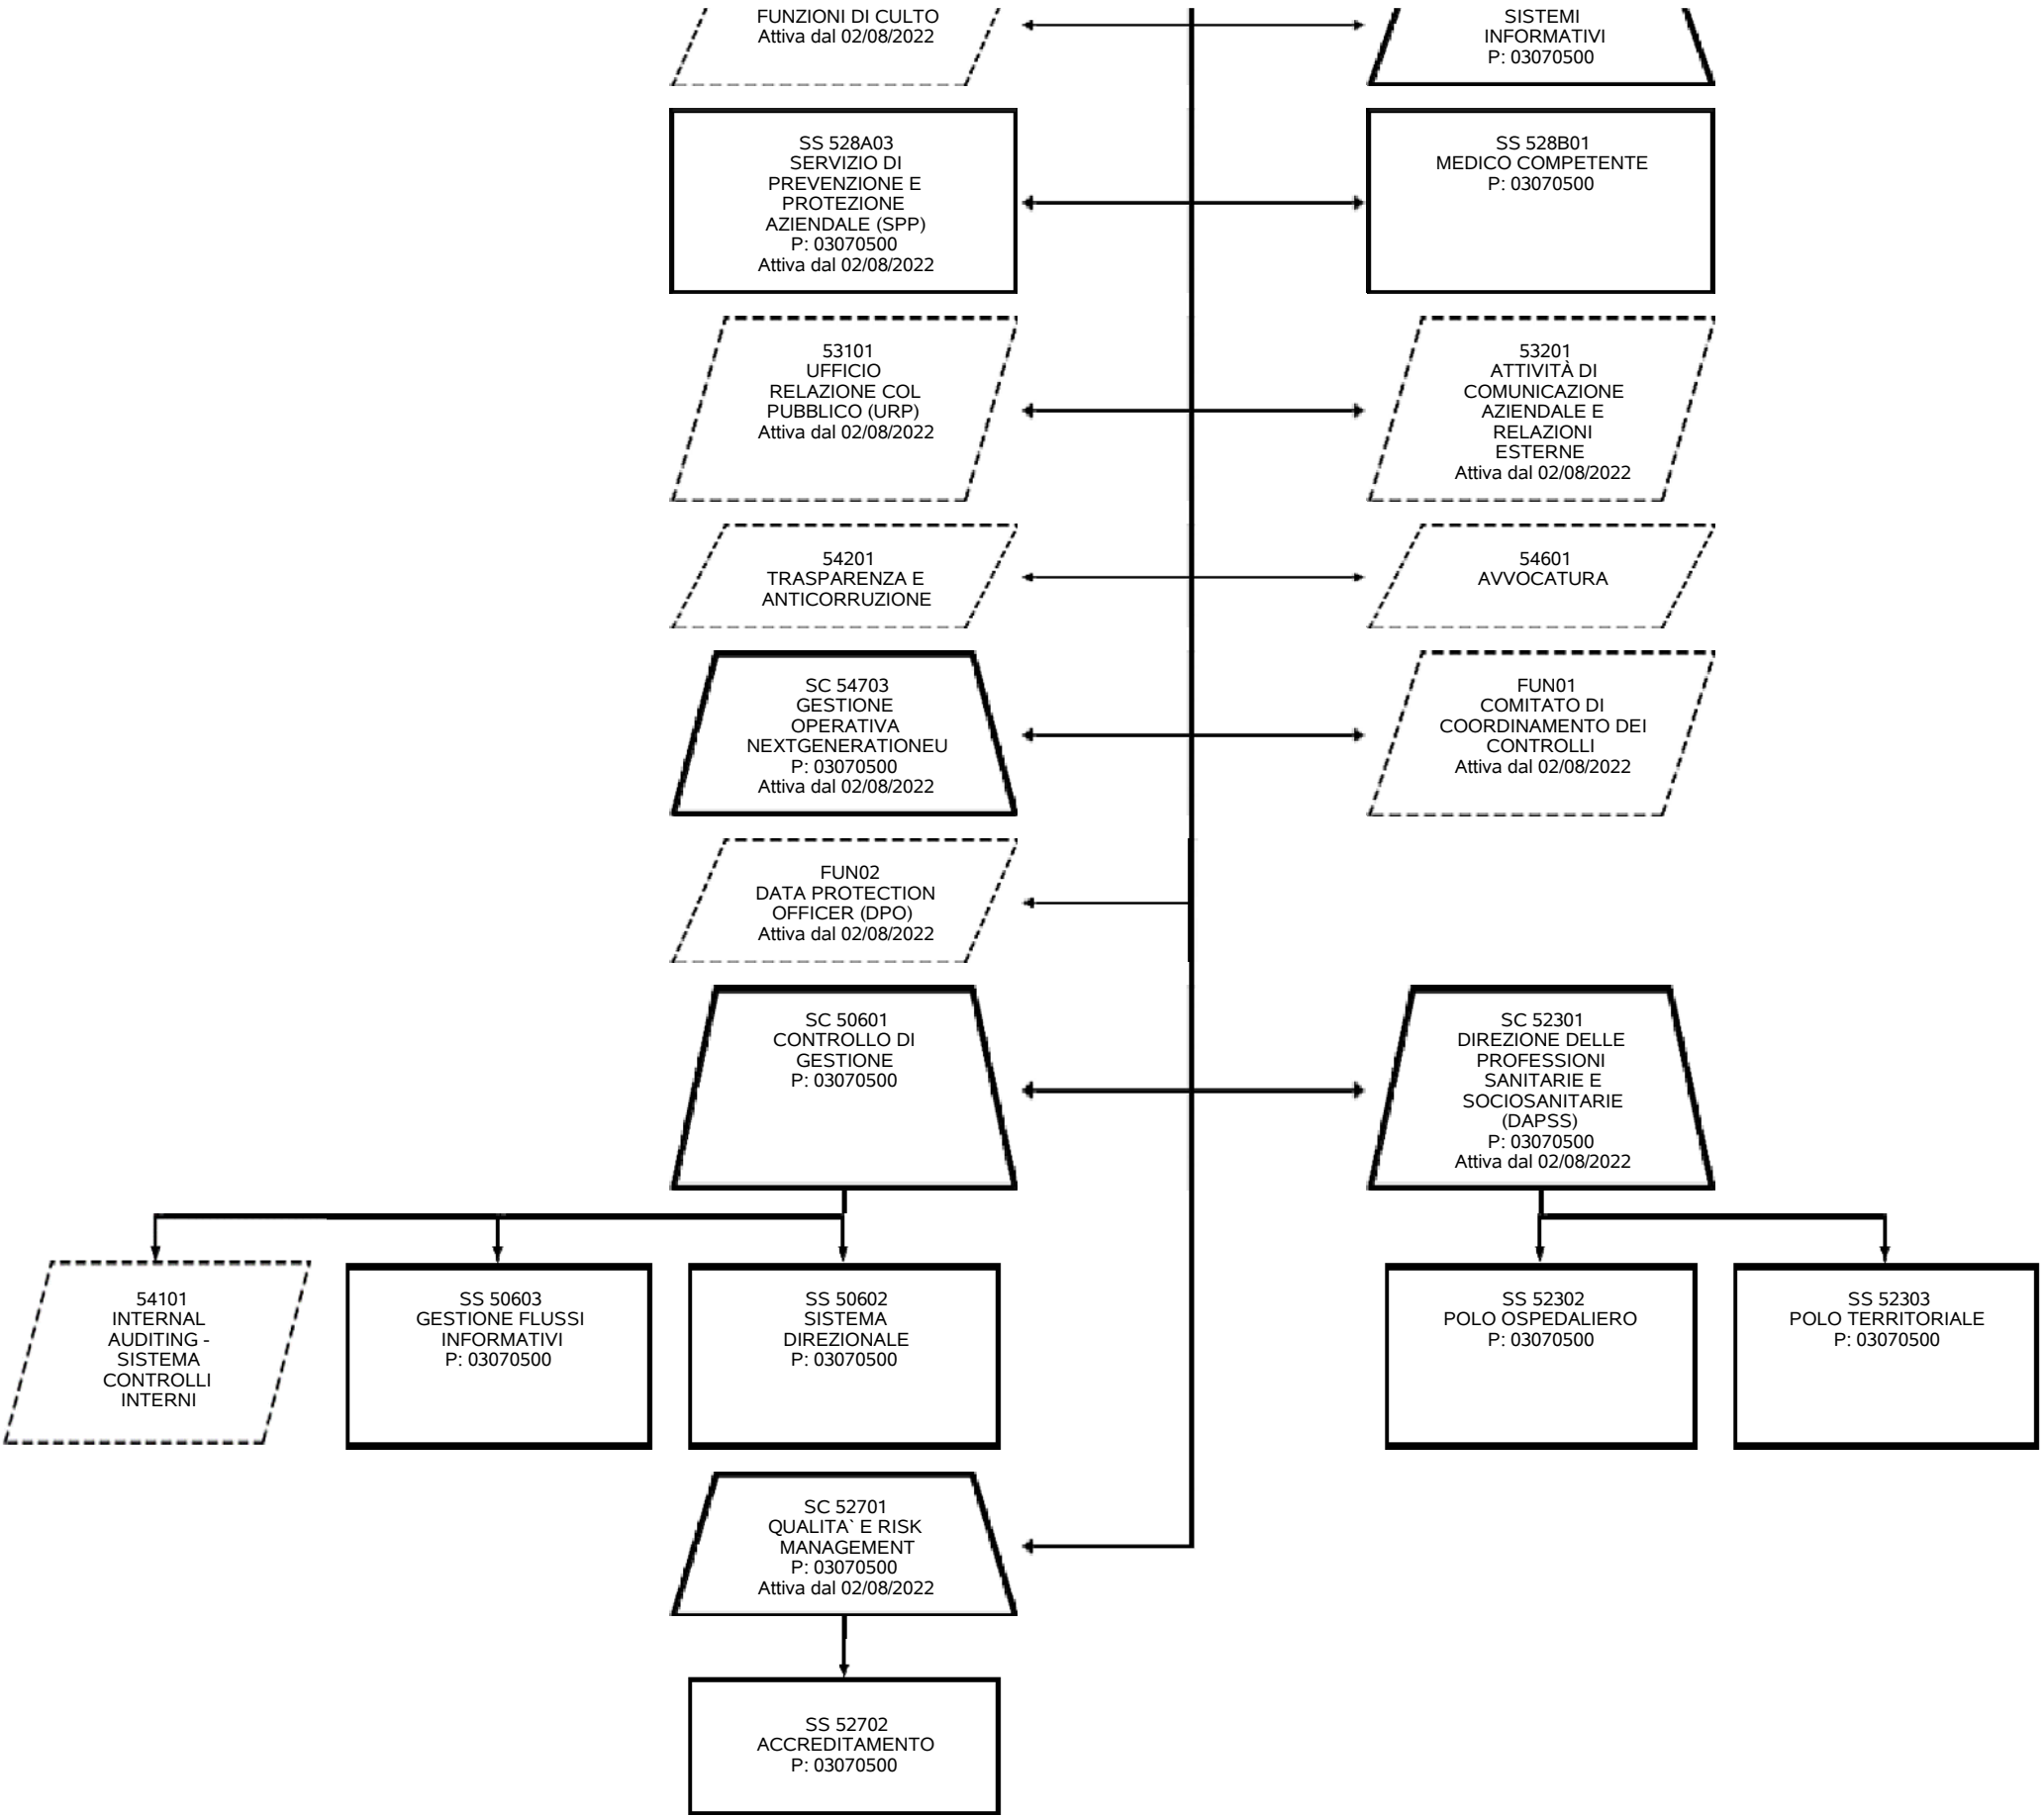 FUNZIONI DI CULTO
Attiva dal 02/08/2022
SISTEMI
INFORMATIVI
P: 03070500
SS 528A03
SERVIZIO DI
PREVENZIONE E
PROTEZIONE
AZIENDALE (SPP)
P: 03070500
Attiva dal 02/08/2022
SS 528B01
MEDICO COMPETENTE
P: 03070500
53101
UFFICIO
RELAZIONE COL
PUBBLICO (URP)
Attiva dal 02/08/2022
53201
ATTIVITÀ DI
COMUNICAZIONE
AZIENDALE E
RELAZIONI
ESTERNE
Attiva dal 02/08/2022
54201
TRASPARENZA E
ANTICORRUZIONE
54601
AVVOCATURA
SC 54703
GESTIONE
OPERATIVA
NEXTGENERATIONEU
P: 03070500
Attiva dal 02/08/2022
FUN01
COMITATO DI
COORDINAMENTO DEI
CONTROLLI
Attiva dal 02/08/2022
FUN02
DATA PROTECTION
OFFICER (DPO)
Attiva dal 02/08/2022
SC 50601
CONTROLLO DI
GESTIONE
P: 03070500
SC 52301
DIREZIONE DELLE
PROFESSIONI
SANITARIE E
SOCIOSANITARIE
(DAPSS)
P: 03070500
Attiva dal 02/08/2022
54101
INTERNAL
AUDITING -
SISTEMA
CONTROLLI
INTERNI
SS 50603
GESTIONE FLUSSI
INFORMATIVI
P: 03070500
SS 50602
SISTEMA
DIREZIONALE
P: 03070500
SS 52302
POLO OSPEDALIERO
P: 03070500
SS 52303
POLO TERRITORIALE
P: 03070500
SC 52701
QUALITA` E RISK
MANAGEMENT
P: 03070500
Attiva dal 02/08/2022
SS 52702
ACCREDITAMENTO
P: 03070500